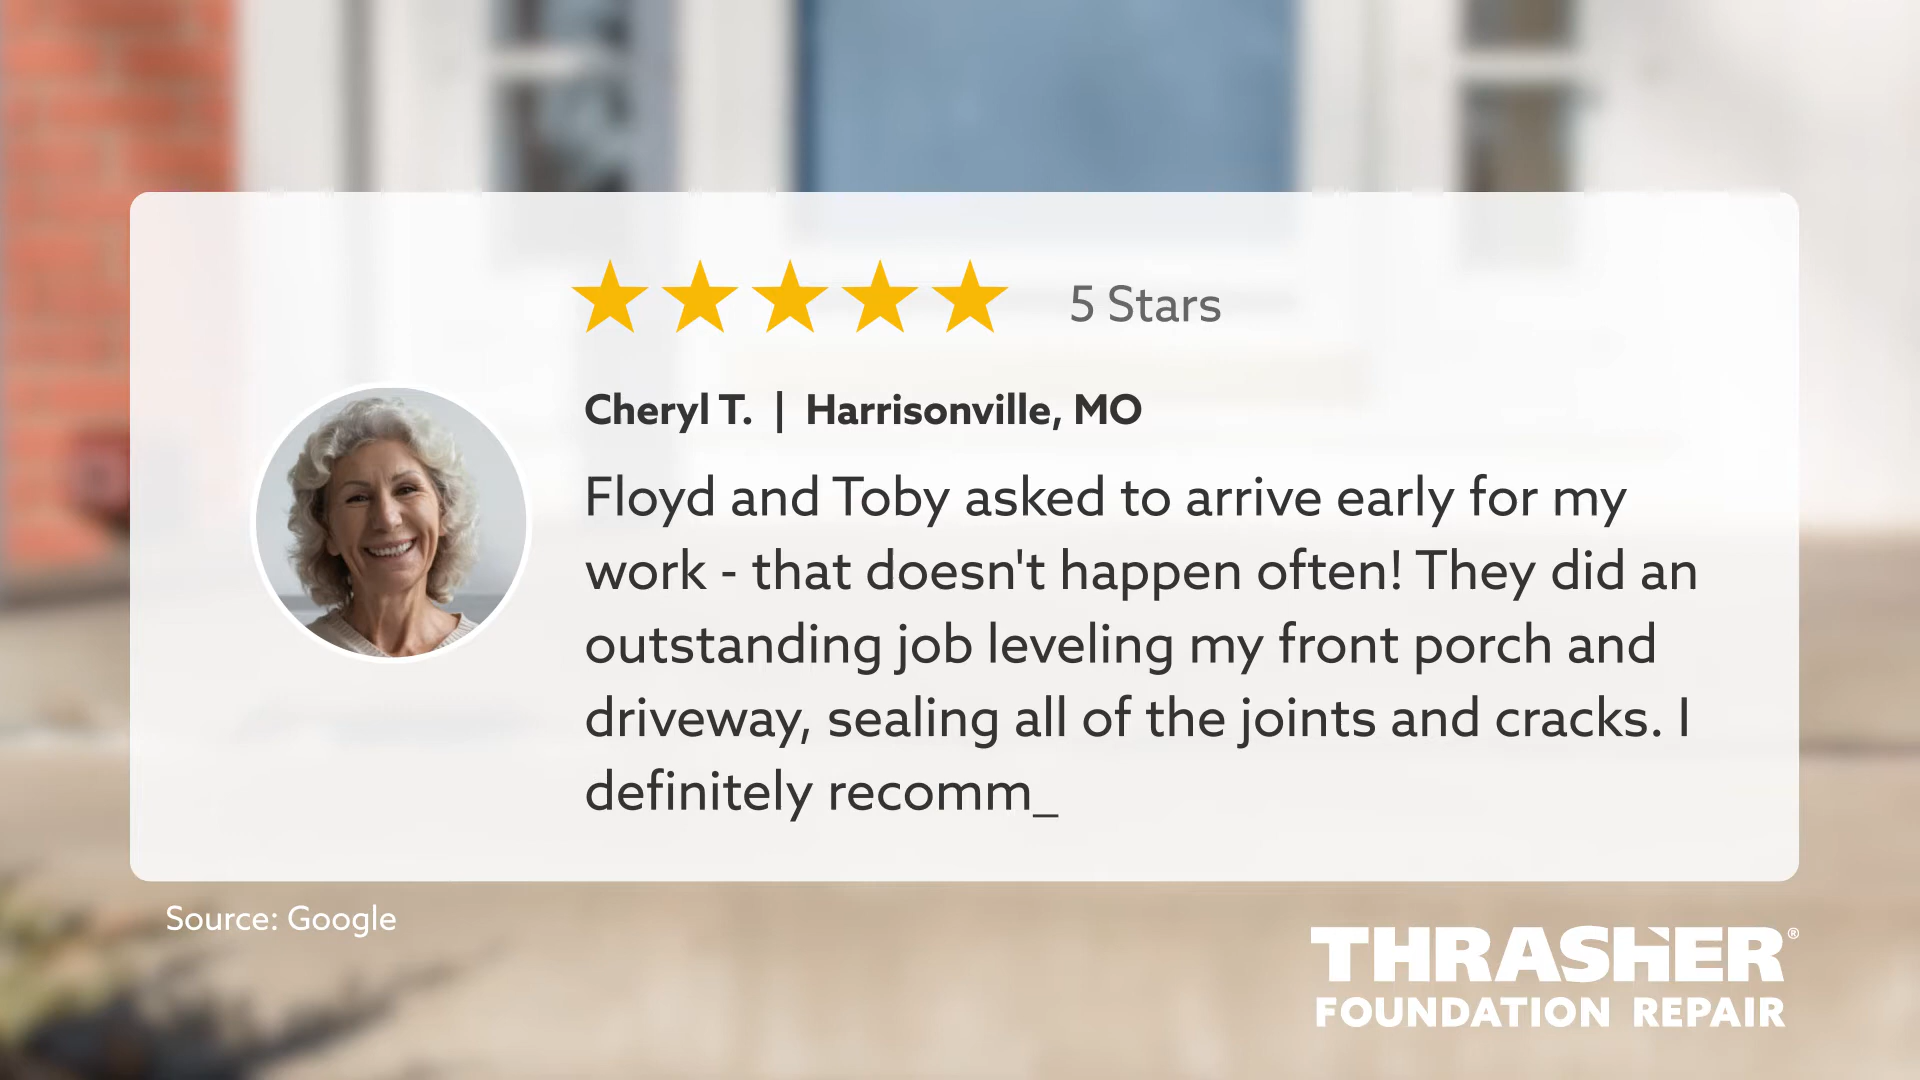 5 Stars
Cheryl T. | Harrisonville, MO
Floyd and Toby asked to arrive early for my
work - that doesn't happen often! They did an
outstanding job leveling my front porch and
driveway, sealing all of the joints and cracks. I
definitely recomm_
Source: Google
THRASHER®
FOUNDATION REPAIR